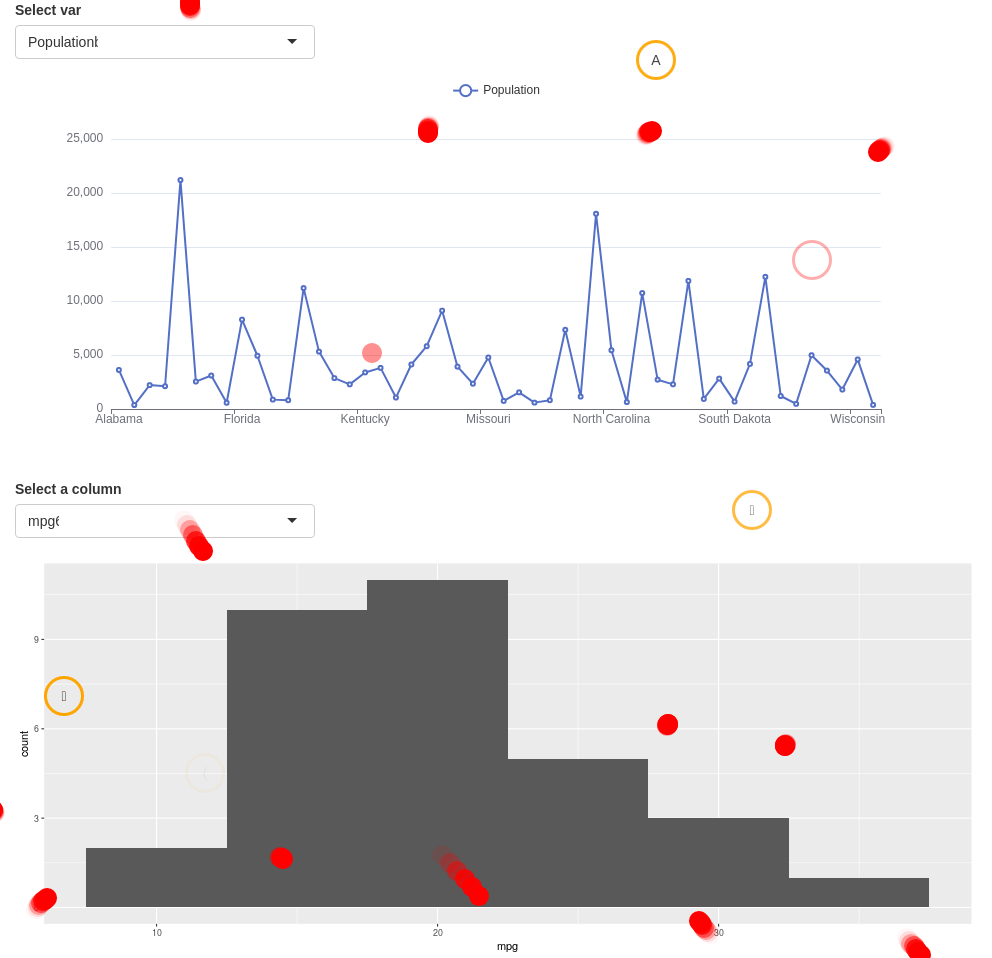 Select var
Population
A
Population
25,000
20,000
15,000
10,000
5,000
0
Alabama Florida Kentucky Missouri North Carolina South Dakota Wisconsin
Select a column
mpg
9
6
3
count
10 20 30
mpg